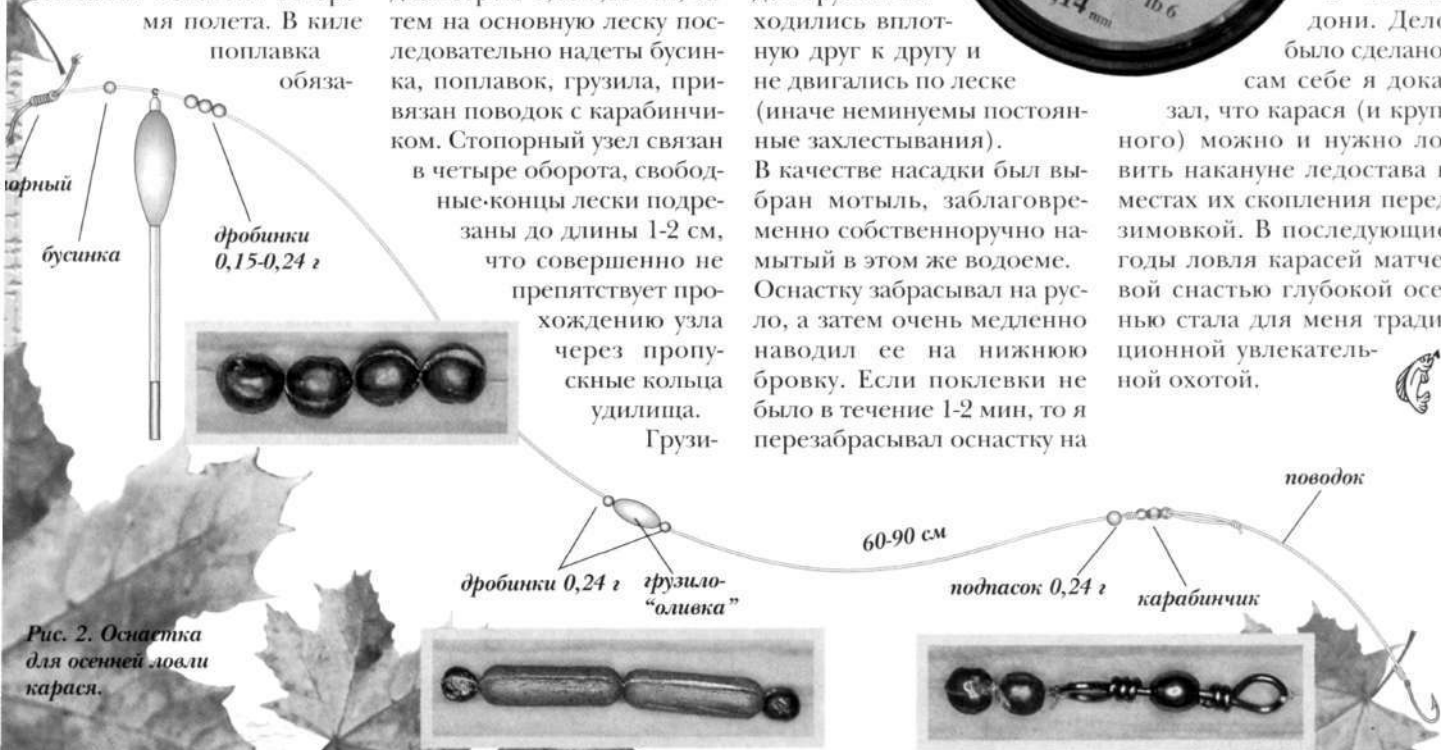 мя полета. В киле
поплавка
обяза-
тем на основную леску пос-
ледовательно надеты бусин-
ка, поплавок, грузила, при-
вязан поводок с карабинчи-
ком. Стопорный узел связан
в четыре оборота, свобод-
ные·концы лески подре-
заны до длины 1-2 см,
что совершенно не
препятствует про-
хождению узла
через пропу-
скные кольца
удилища.
Грузи-
ходились вплот-
ную друг к другу и
не двигались по леске
(иначе неминуемы постоян-
ные захлестывания).
В качестве насадки был вы-
бран мотыль, заблаговре-
менно собственноручно на-
мытый в этом же водоеме.
Оснастку забрасывал на рус-
ло, а затем очень медленно
наводил ее на нижнюю
бровку. Если поклевки не
было в течение 1-2 мин, то я
перезабрасывал оснастку на
дони. Дело
было сделано
сам себе я дока
зал, что карася (и круп
ного) можно и нужно ло
вить накануне ледостава
местах их скопления перед
зимовкой. В последующие
годы ловля карасей матче
вой снастью глубокой осе
нью стала для меня тради
ционной увлекатель-
ной охотой.
mm
lb 6
орный
бусинка
дробинки
0,15-0,24 г
дробинки 0,24 г
грузило-
“оливка”
60-90 см
подпасок 0,24 г
карабинчик
поводок
Рис. 2. Оснастка
для осенней ловли
карася.